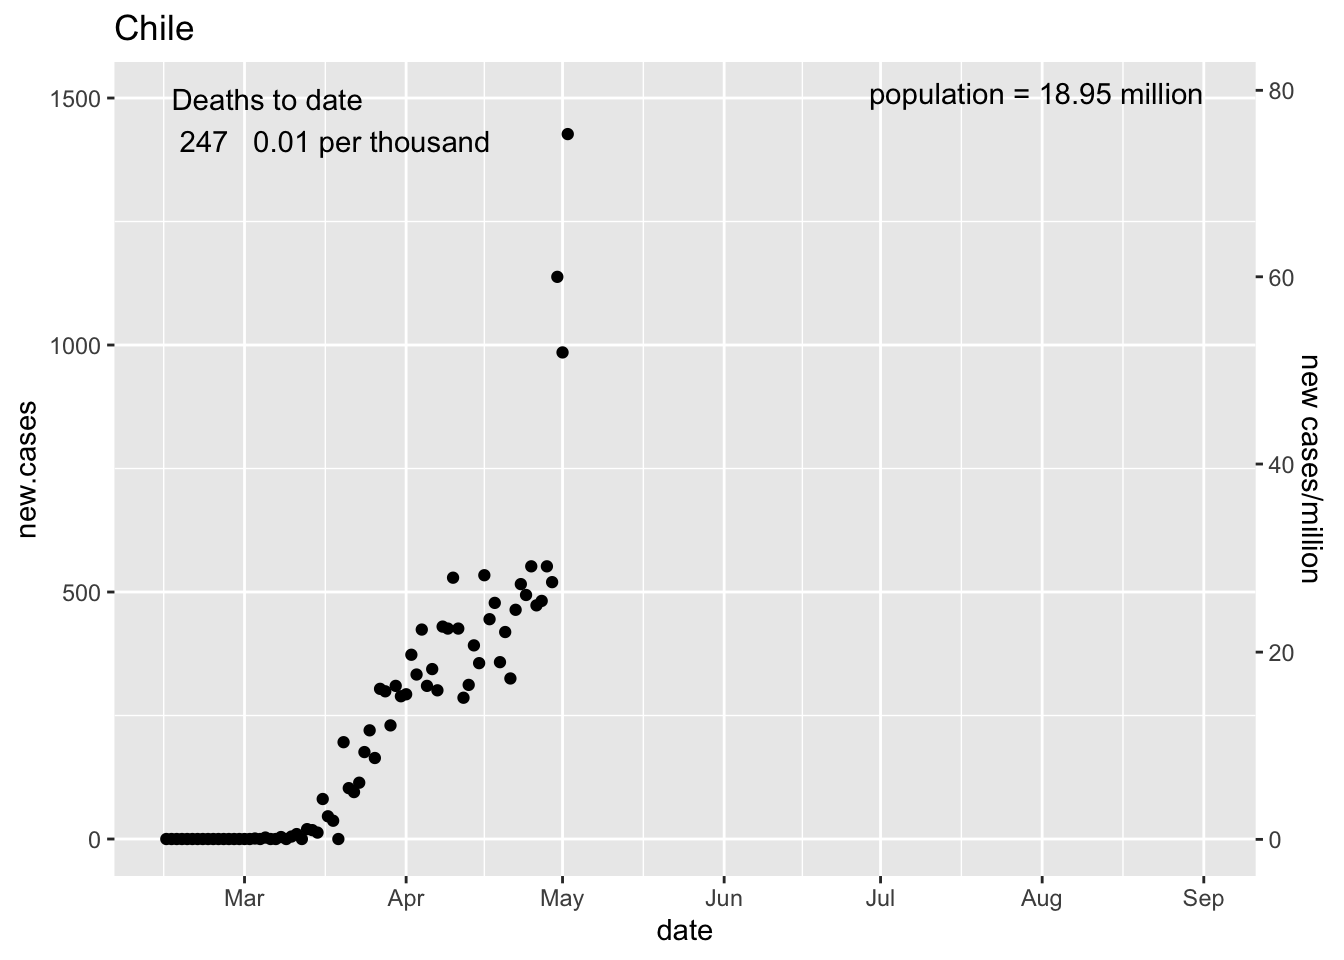 Chile
Deaths to date
247 0.01 per thousand
population = 18.95 million
1500
1000
500
0
80
60
40
20
0
new.cases
new cases/million
Mar Apr May Jun Jul Aug Sep
date